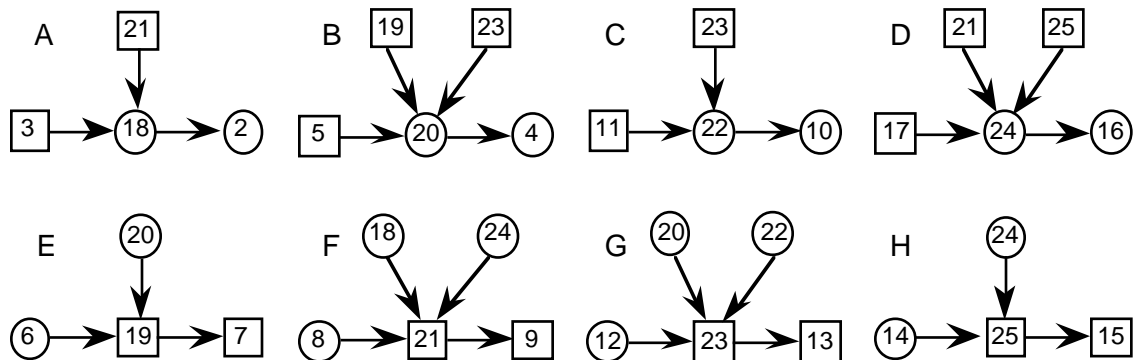 A 21 B 19 23 C 23 D 21 25
3 18 2 5 20 4 11 22 10 17 24 16
E 20 F 18 24 G 20 22 H 24
6 19 7 8 21 9 12 23 13 14 25 15